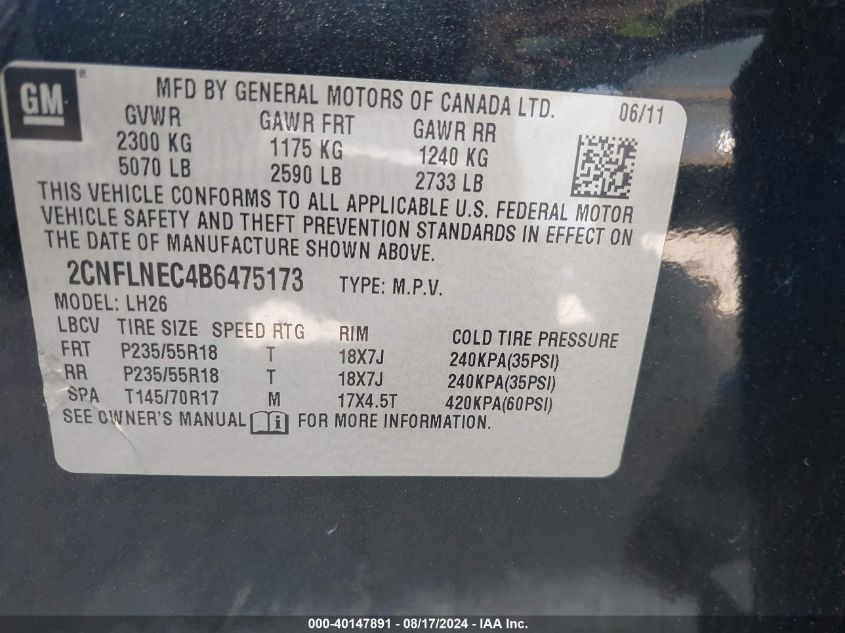 GM ®
MFD BY GENERAL MOTORS OF CANADA LTD. 06/11
GVWR GAWR FRT GAWR RR
2300 KG 1175 KG 1240 KG
5070 LB 2590 LB 2733 LB
THIS VEHICLE CONFORMS TO ALL APPLICABLE U.S. FEDERAL MOTOR
VEHICLE SAFETY AND THEFT PREVENTION STANDARDS IN EFFECT ON
THE DATE OF MANUFACTURE SHOWN ABOVE.
2CNFLNEC4B6475173 TYPE: M.P.V.
MODEL: LH26
LBCV TIRE SIZE SPEED RTG RIM COLD TIRE PRESSURE
FRT P235/55R18 T 18X7J 240KPA(35PSI)
RR P235/55R18 T 18X7J 240KPA(35PSI)
SPA T145/70R17 M 17X4.5T 420KPA(60PSI)
SEE OWNER'S MANUAL i FOR MORE INFORMATION.
000-40147891 - 08/17/2024 - IAA Inc.